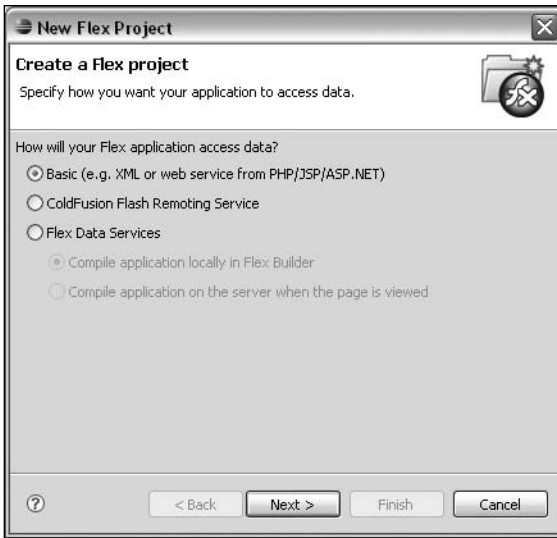 New Flex Project
Create a Flex project
Specify how you want your application to access data.
How will your Flex application access data?
Basic (e.g. XML or web service from PHP/JSP/ASP.NET)
ColdFusion Flash Remoting Service
Flex Data Services
Compile application locally in Flex Builder
Compile application on the server when the page is viewed
? < Back Next > Finish Cancel